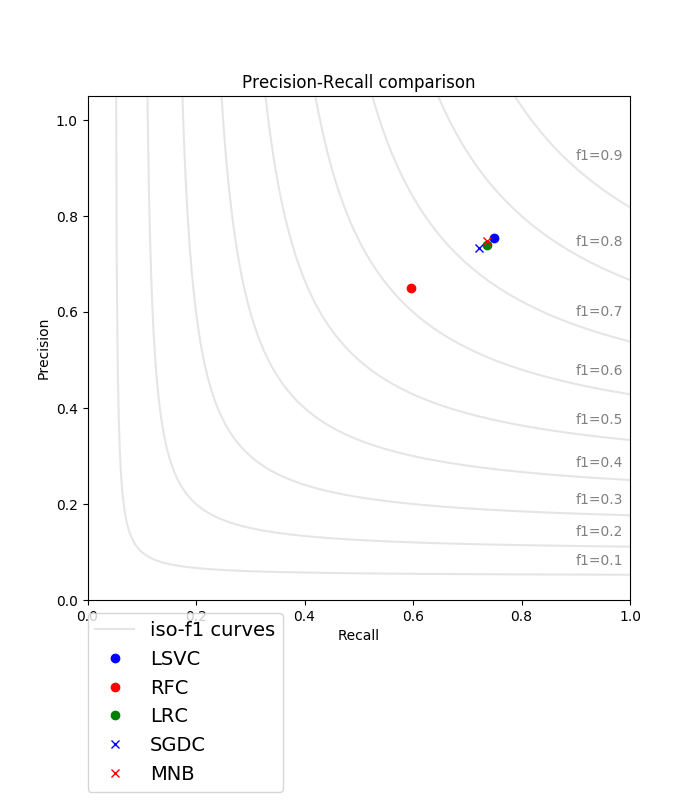 Precision-Recall comparison
1.0
0.8
0.6
0.4
0.2
0.0
Precision
f1=0.9
f1=0.8
f1=0.7
f1=0.6
f1=0.5
f1=0.4
f1=0.3
f1=0.2
f1=0.1
0.0 0.2 0.4 0.6 0.8 1.0
Recall
iso-f1 curves
LSVC
RFC
LRC
SGDC
MNB